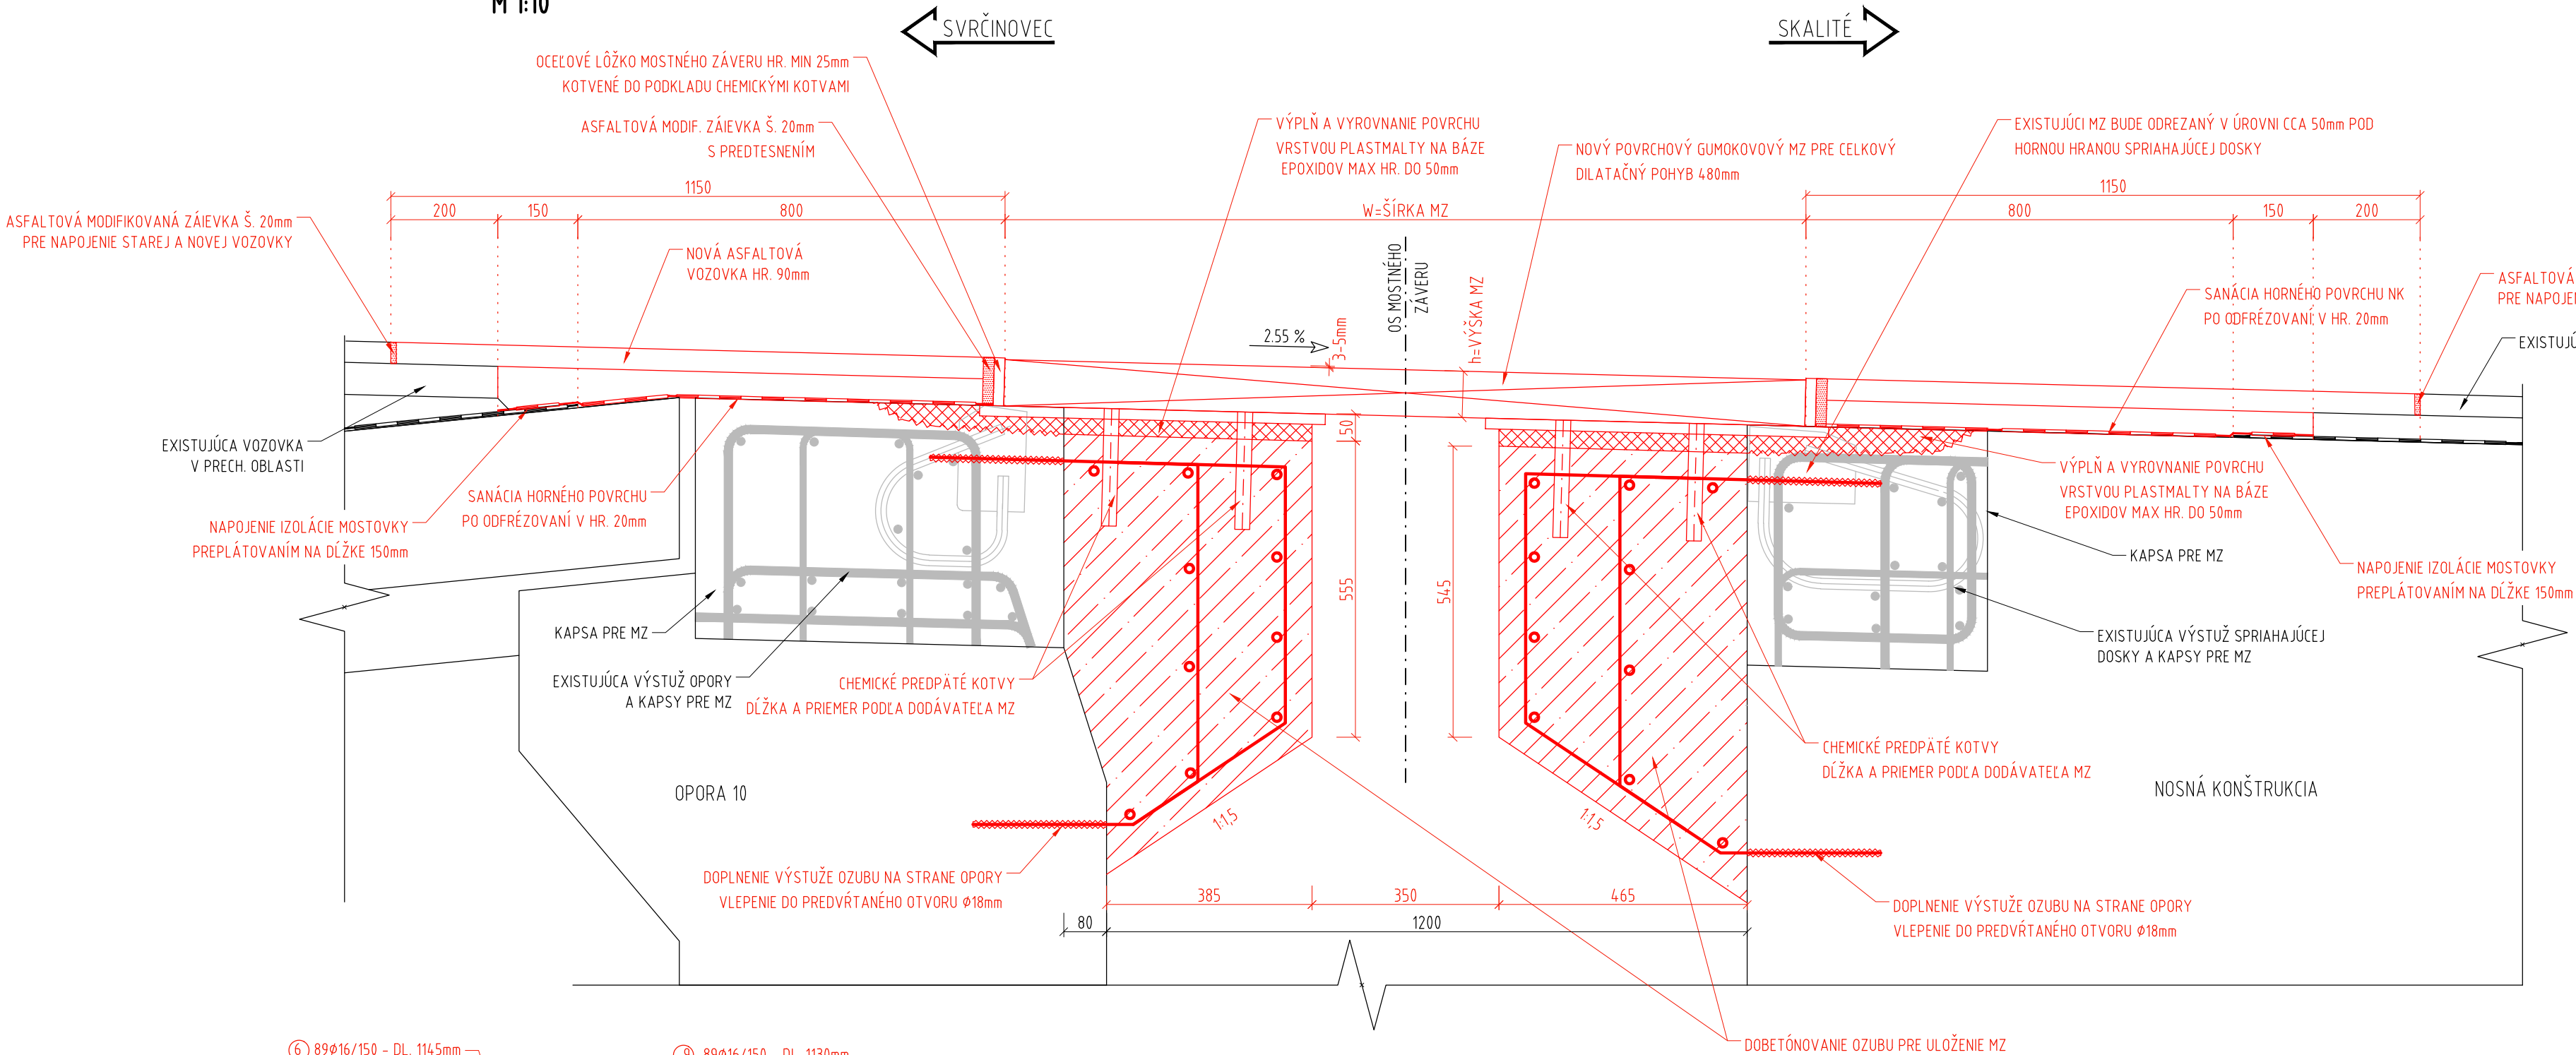 M 1:10
SVRČINOVEC
SKALITÉ
OCEĽOVÉ LÔŽKO MOSTNÉHO ZÁVERU HR. MIN 25mm
KOTVENÉ DO PODKLADU CHEMICKÝMI KOTVAMI
ASFALTOVÁ MODIF. ZÁIEVKA Š. 20mm
S PREDTESNENÍM
VÝPLŇ A VYROVNANIE POVRCHU
VRSTVOU PLASTMALTY NA BÁZE
EPOXIDOV MAX HR. DO 50mm
NOVÝ POVRCHOVÝ GUMOKOVOVÝ MZ PRE CELKOVÝ
DILATAČNÝ POHYB 480mm
EXISTUJÚCI MZ BUDE ODREZANÝ V ÚROVNI CCA 50mm POD
HORNOU HRANOU SPRIAHAJÚCEJ DOSKY
1150
1150
200
150
800
W=ŠÍRKA MZ
800
150
200
ASFALTOVÁ MODIFIKOVANÁ ZÁIEVKA Š. 20mm
PRE NAPOJENIE STAREJ A NOVEJ VOZOVKY
NOVÁ ASFALTOVÁ
VOZOVKA HR. 90mm
OS MOSTNÉHO
ZÁVERU
h=VÝŠKA MZ
3-5mm
2.55 %
SANÁCIA HORNÉHO POVRCHU NK
PO ODFRÉZOVANÍ V HR. 20mm
ASFALTOVÁ
PRE NAPOJE
EXISTUJÚ
EXISTUJÚCA VOZOVKA
V PRECH. OBLASTI
50
SANÁCIA HORNÉHO POVRCHU
PO ODFRÉZOVANÍ V HR. 20mm
NAPOJENIE IZOLÁCIE MOSTOVKY
PREPLÁTOVANÍM NA DĹŽKE 150mm
VÝPLŇ A VYROVNANIE POVRCHU
VRSTVOU PLASTMALTY NA BÁZE
EPOXIDOV MAX HR. DO 50mm
KAPSA PRE MZ
NAPOJENIE IZOLÁCIE MOSTOVKY
PREPLÁTOVANÍM NA DĹŽKE 150mm
555
545
KAPSA PRE MZ
EXISTUJÚCA VÝSTUŽ OPORY
A KAPSY PRE MZ
EXISTUJÚCA VÝSTUŽ SPRIAHAJÚCEJ
DOSKY A KAPSY PRE MZ
CHEMICKÉ PREDPÄTÉ KOTVY
DĹŽKA A PRIEMER PODĽA DODÁVATEĽA MZ
CHEMICKÉ PREDPÄTÉ KOTVY
DĹŽKA A PRIEMER PODĽA DODÁVATEĽA MZ
OPORA 10
NOSNÁ KONŠTRUKCIA
1:1,5
1:1,5
DOPLNENIE VÝSTUŽE OZUBU NA STRANE OPORY
VLEPENIE DO PREDVŔTANÉHO OTVORU ϕ18mm
385
350
465
80
1200
DOPLNENIE VÝSTUŽE OZUBU NA STRANE OPORY
VLEPENIE DO PREDVŔTANÉHO OTVORU ϕ18mm
DOBETÓNOVANIE OZUBU PRE ULOŽENIE MZ
6 89ϕ16/150 - DL. 1145mm
9 89ϕ16/150 - DL. 1130mm